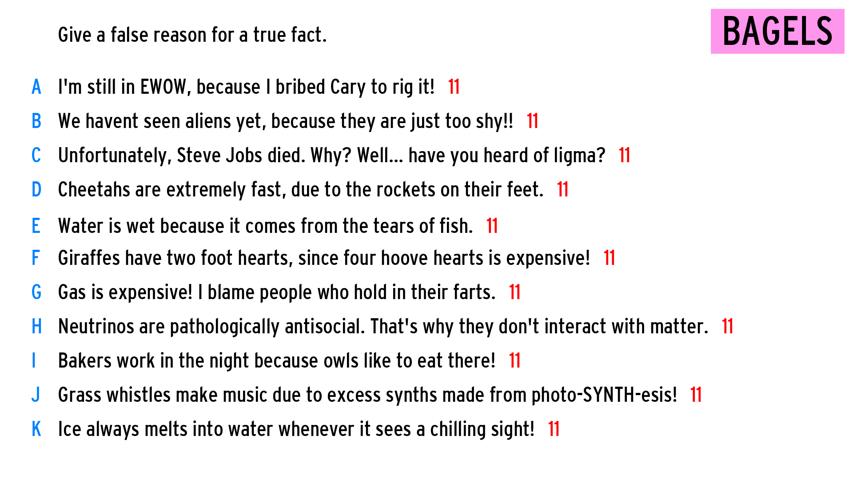 Give a false reason for a true fact.
BAGELS
A I'm still in EWOW, because I bribed Cary to rig it! 11
B We havent seen aliens yet, because they are just too shy!! 11
C Unfortunately, Steve Jobs died. Why? Well... have you heard of ligma? 11
D Cheetahs are extremely fast, due to the rockets on their feet. 11
E Water is wet because it comes from the tears of fish. 11
F Giraffes have two foot hearts, since four hoove hearts is expensive! 11
G Gas is expensive! I blame people who hold in their farts. 11
H Neutrinos are pathologically antisocial. That's why they don't interact with matter. 11
I Bakers work in the night because owls like to eat there! 11
J Grass whistles make music due to excess synths made from photo-SYNTH-esis! 11
K Ice always melts into water whenever it sees a chilling sight! 11